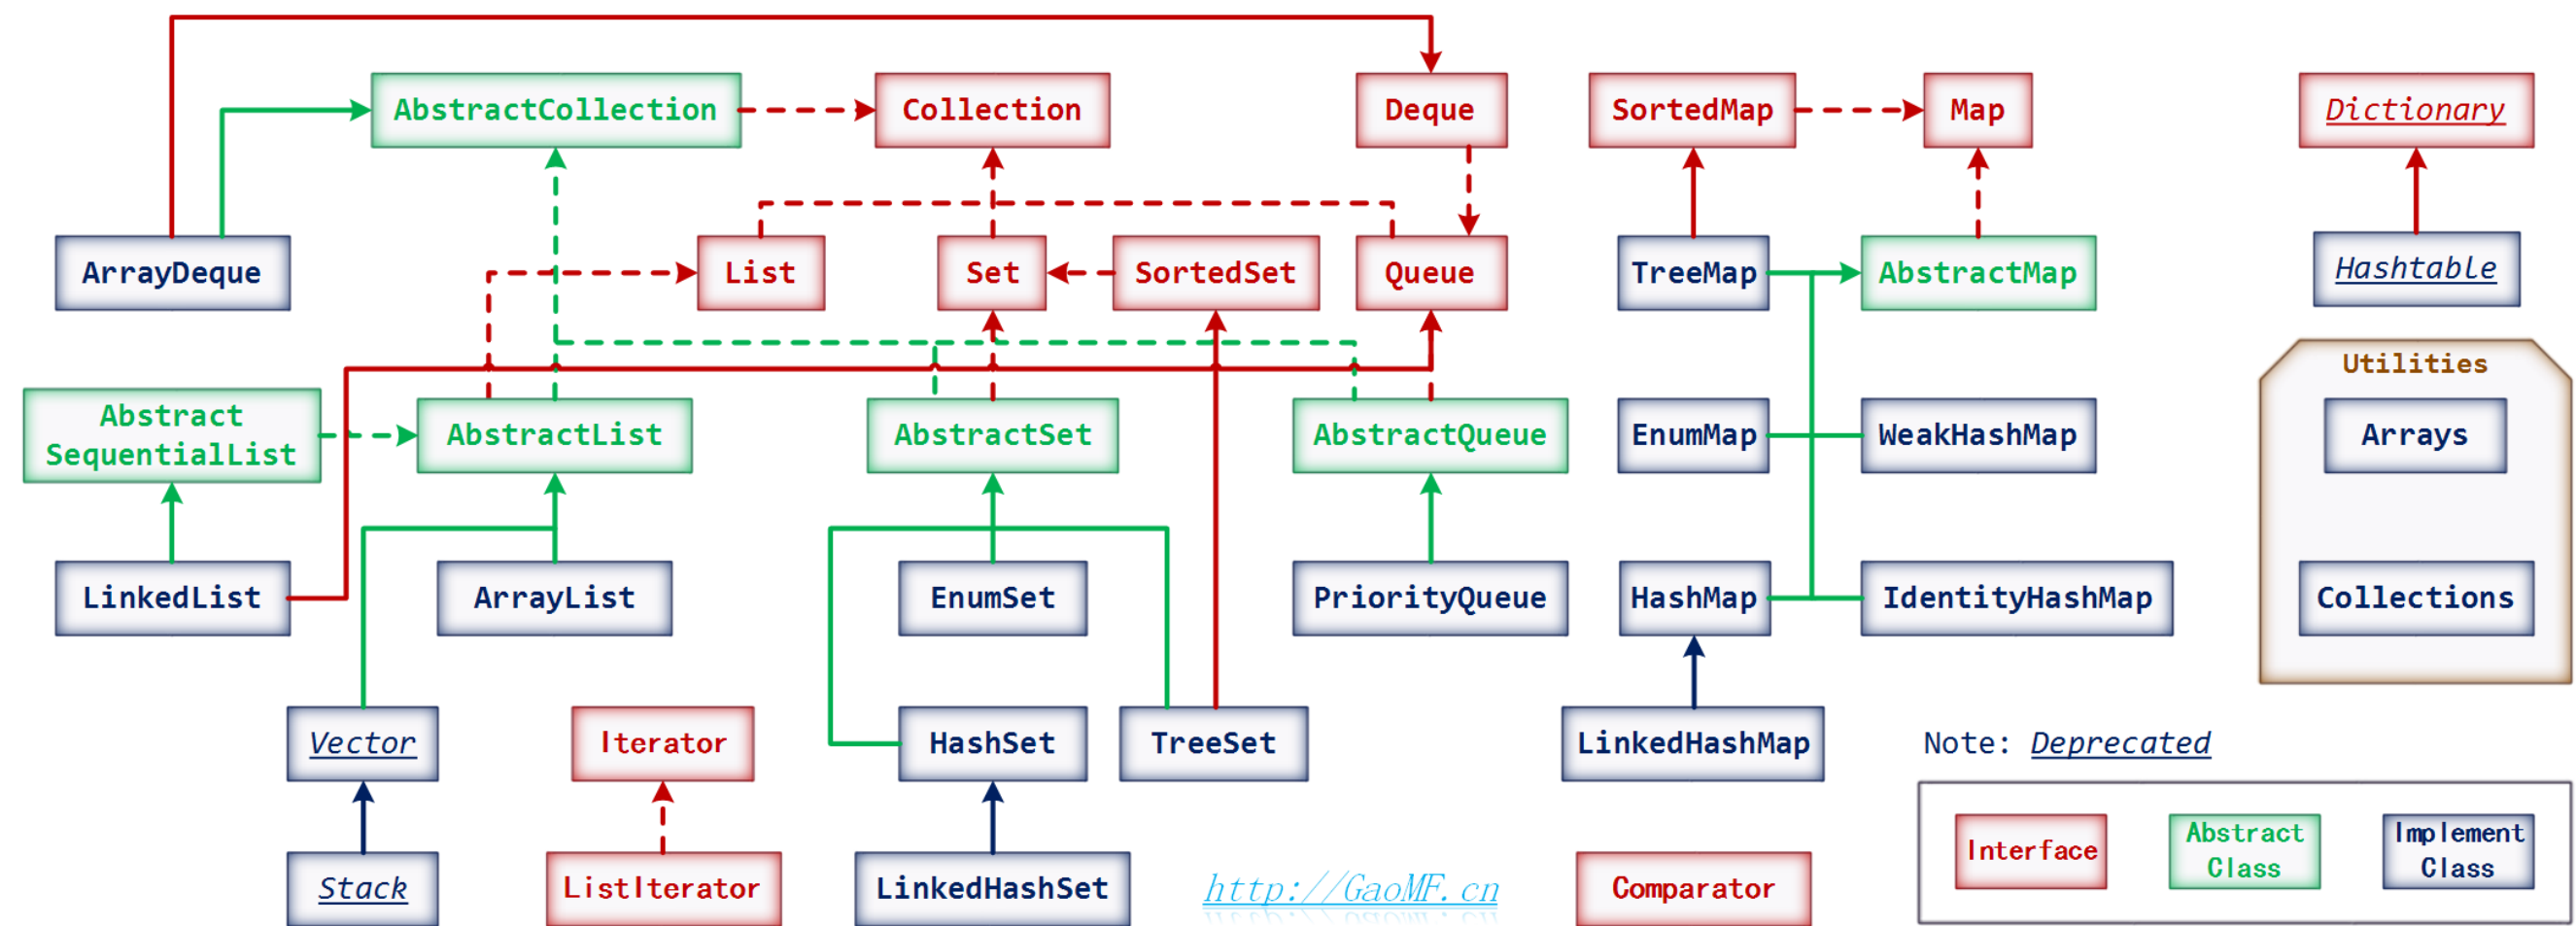 AbstractCollection
Collection
Deque
SortedMap
Map
Dictionary
ArrayDeque
List
Set
SortedSet
Queue
TreeMap
AbstractMap
Hashtable
Utilities
Abstract
SequentialList
AbstractList
AbstractSet
AbstractQueue
EnumMap
WeakHashMap
Arrays
LinkedList
ArrayList
EnumSet
PriorityQueue
HashMap
IdentityHashMap
Collections
Vector
Iterator
HashSet
TreeSet
LinkedHashMap
Note: Deprecated
Stack
ListIterator
LinkedHashSet
http://GaoMF.cn
Comparator
Interface
Abstract
Class
Implement
Class